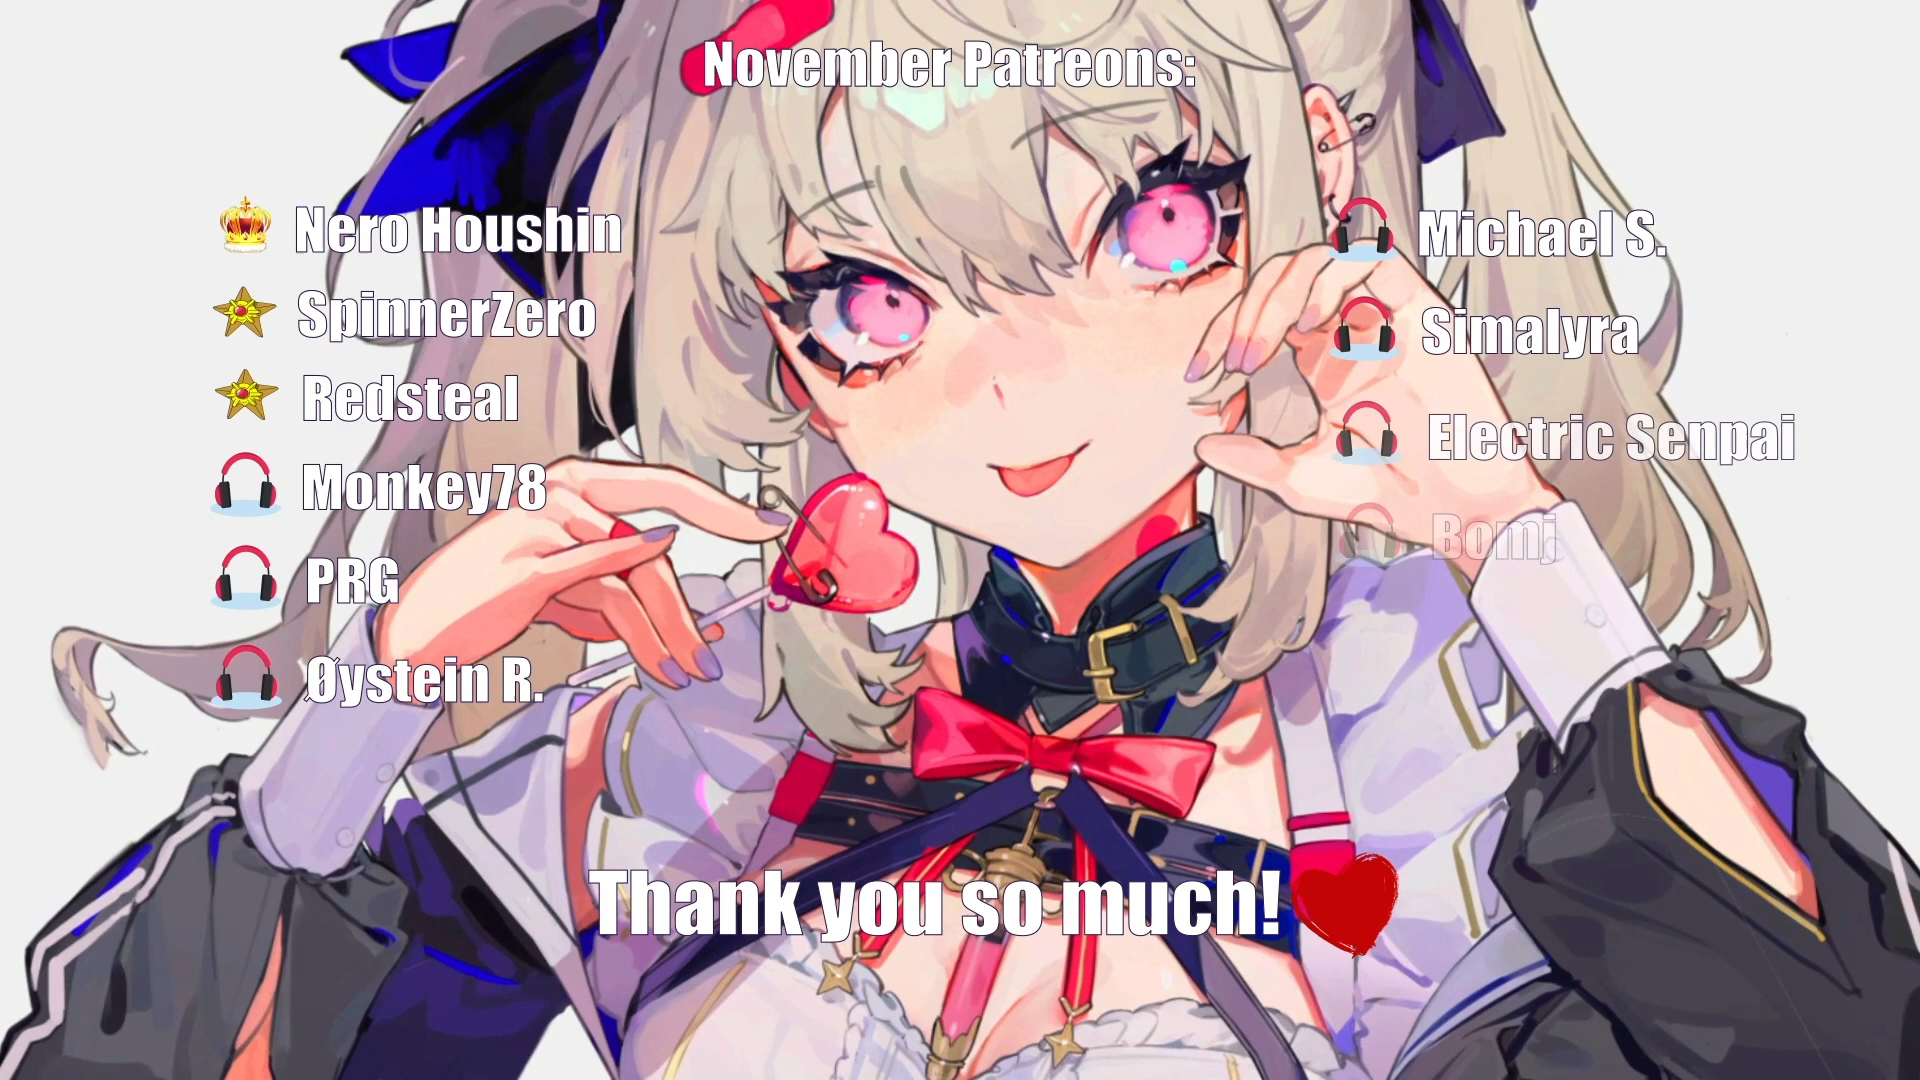 November Patreons:
Nero Houshin
SpinnerZero
Redsteal
Monkey78
PRG
Øystein R.
Michael S.
Simalyra
Electric Senpai
Bomj
Thank you so much!